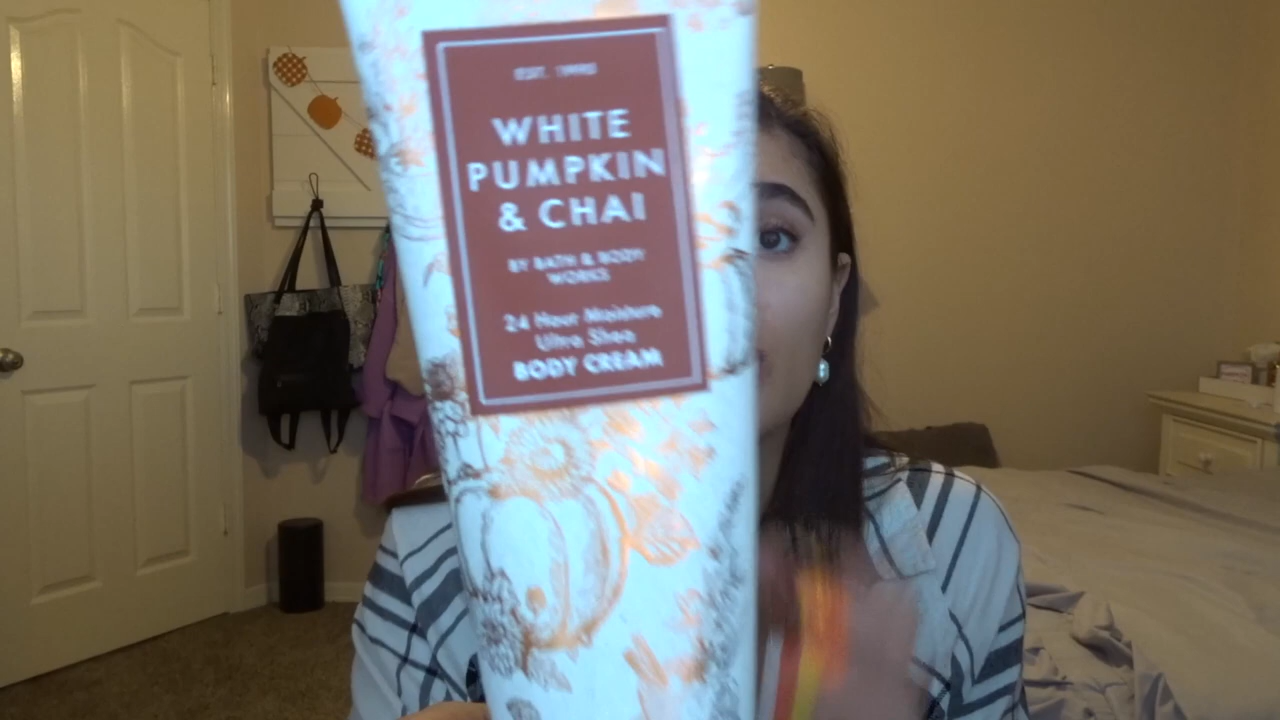 EST. 1990
WHITE
PUMPKIN
& CHAI
BY BATH & BODY
WORKS
24 Hour Moisture
Ultra Shea
BODY CREAM